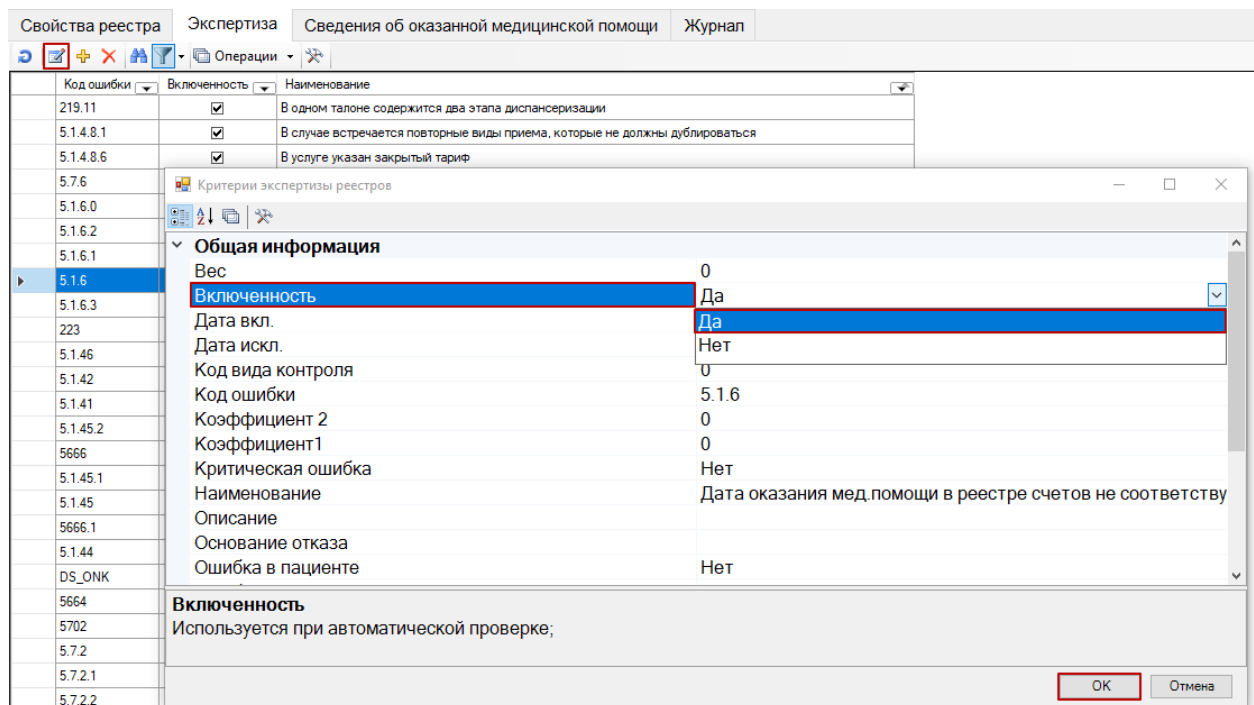 Свойства реестра Экспертиза Сведения об оказанной медицинской помощи Журнал
Операции
Код ошибки Включенность Наименование
219.11 В одном талоне содержится два этапа диспансеризации
5.1.4.8.1 В случае встречается повторные виды приема, которые не должны дублироваться
5.1.4.8.6 В услуге указан закрытый тариф
5.7.6
5.1.6.0
5.1.6.2
5.1.6.1
5.1.6
5.1.6.3
223
5.1.46
5.1.42
5.1.41
5.1.45.2
5666
5.1.45.1
5.1.45
5666.1
5.1.44
DS_ONK
5664
5702
5.7.2
5.7.2.1
5.7.2.2
Критерии экспертизы реестров
Общая информация
Вес 0
Включенность Да
Дата вкл. Да
Дата искл. Нет
Код вида контроля 0
Код ошибки 5.1.6
Коэффициент 2 0
Коэффициент1 0
Критическая ошибка Нет
Наименование Дата оказания мед.помощи в реестре счетов не соответству
Описание
Основание отказа
Ошибка в пациенте Нет
Включенность
Используется при автоматической проверке;
OK Отмена